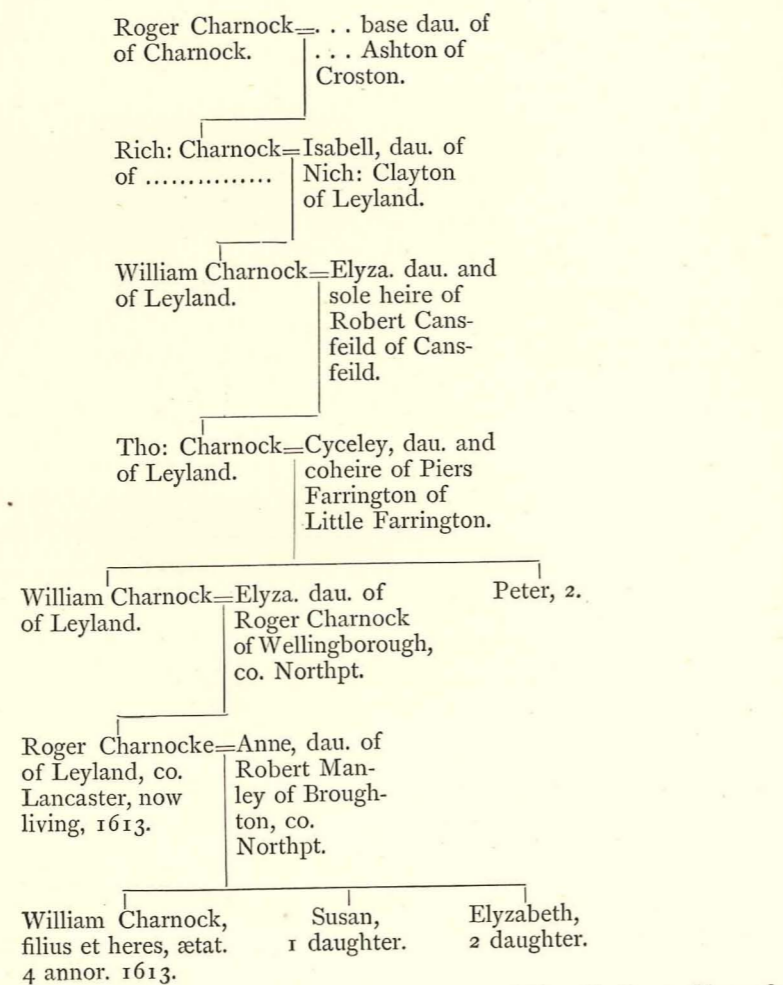 Roger Charnock=. . . base dau. of
of Charnock. . . . Ashton of
Croston.
Rich: Charnock=Isabell, dau. of
of ............... Nich: Clayton
of Leyland.
William Charnock=Elyza. dau. and
of Leyland. sole heire of
Robert Cans-
feild of Cans-
feild.
Tho: Charnock=Cyceley, dau. and
of Leyland. coheire of Piers
Farrington of
Little Farrington.
William Charnock=Elyza. dau. of Peter, 2.
of Leyland. Roger Charnock
of Wellingborough,
co. Northpt.
Roger Charnocke=Anne, dau. of
of Leyland, co. Robert Man-
Lancaster, now ley of Brough-
living, 1613. ton, co.
Northpt.
William Charnock, Susan, Elyzabeth,
filius et heres, ætat. 1 daughter. 2 daughter.
4 annor. 1613.